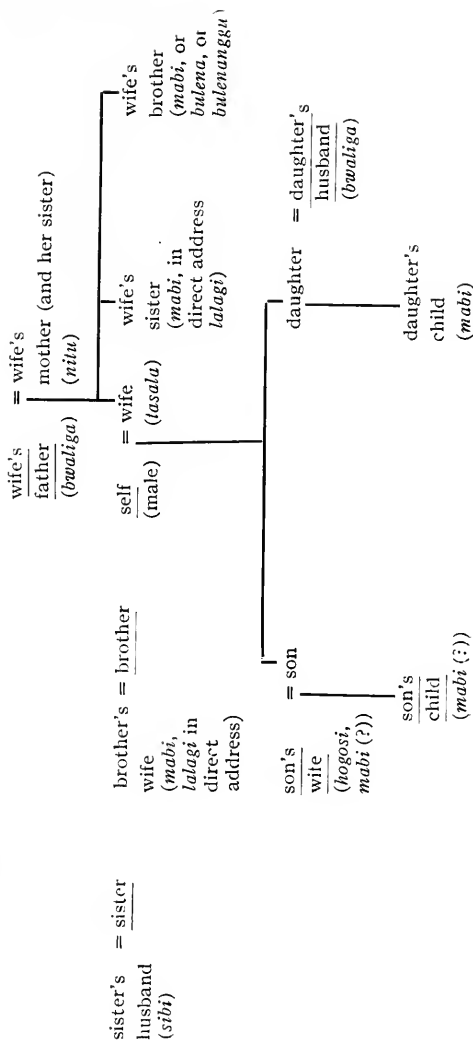 wife's
father
(bwaliga)
= wife's
mother (and her sister)
(nitu)
sister's
husband
(sibi)
= sister
brother's
wife
(mabi,
lalagi in
direct
address)
= brother
self
(male)
= wife
(tasala)
wife's
sister
(mabi, in
direct address
lalagi)
wife's
brother
(mabi, or
bulena, or
bulenanggu)
son's
wife
(hogosi,
mabi (?))
= son
daughter
= daughter's
husband
(bwaliga)
son's
child
(mabi (?))
daughter's
child
(mabi)